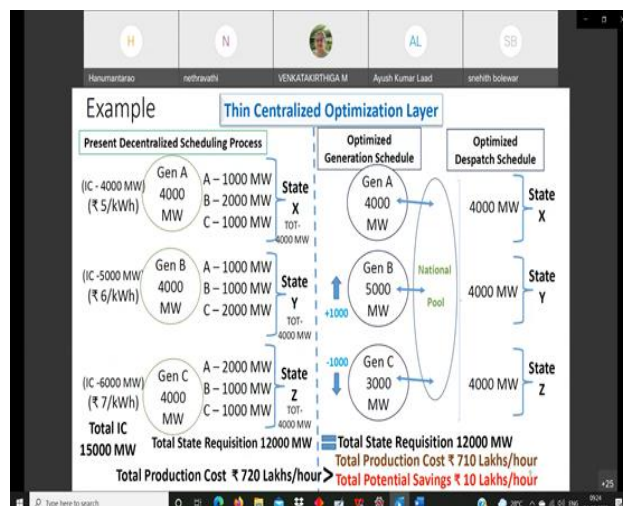 H
N
AL
SB
Hanumantarao
nethravathi
VENKATAKIRTHIGA M
Ayush Kumar Laad
snehith bolewar
Example
Thin Centralized Optimization Layer
Present Decentralized Scheduling Process
Optimized
Generation Schedule
Optimized
Despatch Schedule
(IC - 4000 MW)
(₹ 5/kWh)
Gen A
4000
MW
A – 1000 MW
B – 2000 MW
C – 1000 MW
State
X
TOT-
4000 MW
Gen A
4000
MW
4000 MW
State
X
(IC -5000 MW)
(₹ 6/kWh)
Gen B
4000
MW
A – 1000 MW
B – 1000 MW
C – 2000 MW
State
Y
TOT-
4000 MW
+1000
Gen B
5000
MW
National
Pool
4000 MW
State
Y
(IC -6000 MW)
(₹ 7/kWh)
Gen C
4000
MW
A – 2000 MW
B – 1000 MW
C – 1000 MW
State
Z
TOT-
4000 MW
-1000
Gen C
3000
MW
4000 MW
State
Z
Total IC
15000 MW
Total State Requisition 12000 MW
= Total State Requisition 12000 MW
Total Production Cost ₹ 720 Lakhs/hour >
Total Production Cost ₹ 710 Lakhs/hour
Total Potential Savings ₹ 10 Lakhs/hour
+25
Type here to search
28°C
ENG
09:24